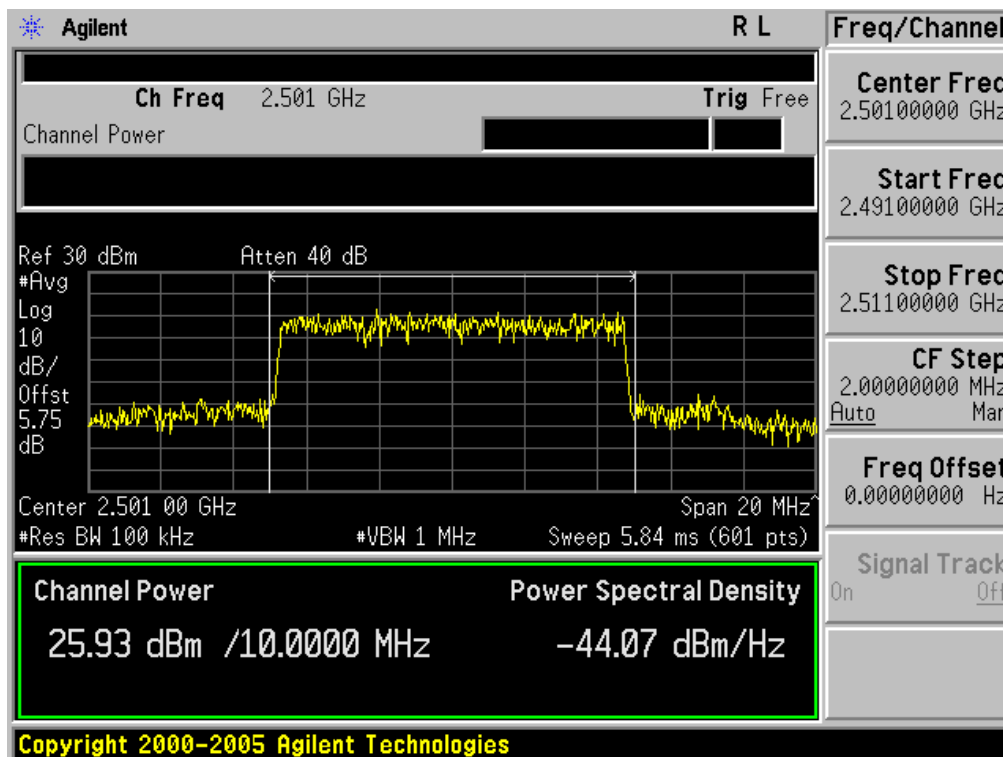 Agilent R L Freq/Channel
Ch Freq 2.501 GHz Trig Free
Channel Power
Center Freq
2.50100000 GHz
Start Freq
2.49100000 GHz
Stop Freq
2.51100000 GHz
CF Step
2.00000000 MHz
Auto Man
Freq Offset
0.00000000 Hz
Signal Track
On Off
Ref 30 dBm Atten 40 dB
#Avg
Log
10
dB/
Offst
5.75
dB
Center 2.501 00 GHz Span 20 MHz^
#Res BW 100 kHz #VBW 1 MHz Sweep 5.84 ms (601 pts)
Channel Power Power Spectral Density
25.93 dBm /10.0000 MHz -44.07 dBm/Hz
Copyright 2000-2005 Agilent Technologies